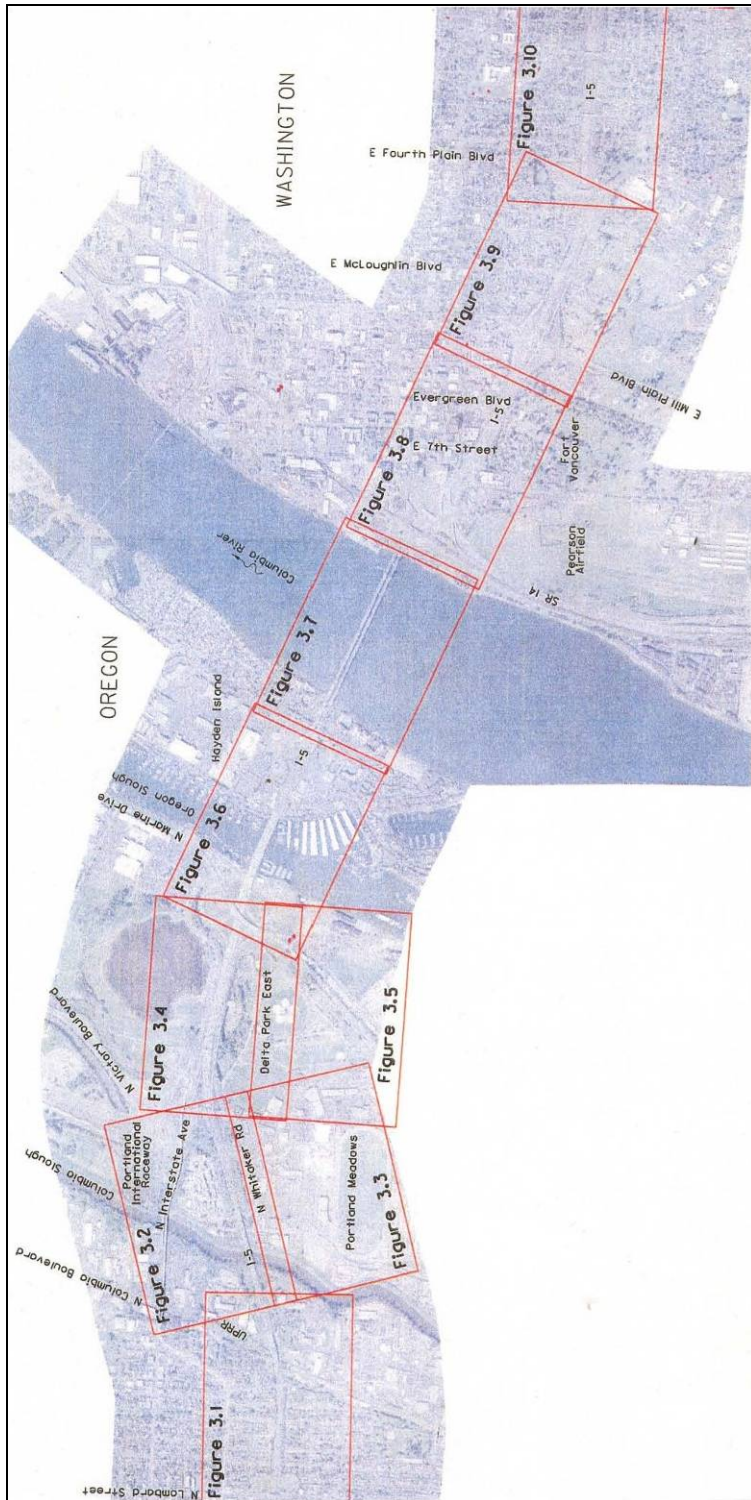 WASHINGTON
Figure 3.10
I-5
E Fourth Plain Blvd
E McLoughlin Blvd
Figure 3.9
E Mill Plain Blvd
Evergreen Blvd
I-5
E 7th Street
Figure 3.8
Fort
Vancouver
Pearson
Airfield
SR 14
Columbia River
OREGON
Figure 3.7
Hayden Island
I-5
Oregon Slough
N Marine Drive
Figure 3.6
N Victory Boulevard
Figure 3.4
Delta Park East
Figure 3.5
Columbia Slough
Portland
International
Raceway
N Interstate Ave
N Whitaker Rd
Portland Meadows
Figure 3.3
Figure 3.2
I-5
N Columbia Boulevard
UPRR
Figure 3.1
N Lombard Street